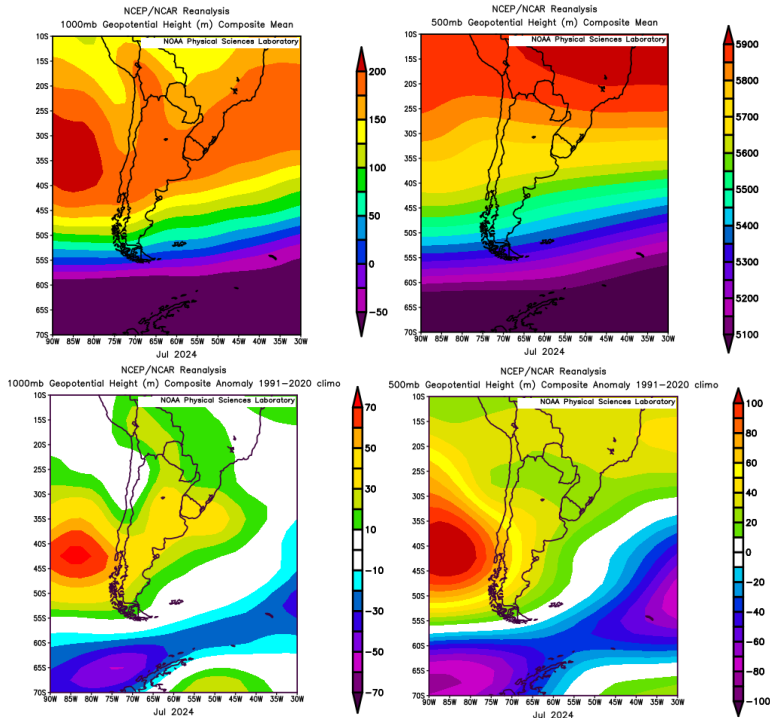 NCEP/NCAR Reanalysis
1000mb Geopotential Height (m) Composite Mean
NOAA Physical Sciences Laboratory
10S
15S
20S
25S
30S
35S
40S
45S
50S
55S
60S
65S
70S
90W 85W 80W 75W 70W 65W 60W 55W 50W 45W 40W 35W 30W
Jul 2024
200
150
100
50
0
−50
NCEP/NCAR Reanalysis
500mb Geopotential Height (m) Composite Mean
NOAA Physical Sciences Laboratory
10S
15S
20S
25S
30S
35S
40S
45S
50S
55S
60S
65S
70S
90W 85W 80W 75W 70W 65W 60W 55W 50W 45W 40W 35W 30W
Jul 2024
5900
5800
5700
5600
5500
5400
5300
5200
5100
NCEP/NCAR Reanalysis
1000mb Geopotential Height (m) Composite Anomaly 1991−2020 climo
NOAA Physical Sciences Laboratory
10S
15S
20S
25S
30S
35S
40S
45S
50S
55S
60S
65S
70S
90W 85W 80W 75W 70W 65W 60W 55W 50W 45W 40W 35W 30W
Jul 2024
70
50
30
10
−10
−30
−50
−70
NCEP/NCAR Reanalysis
500mb Geopotential Height (m) Composite Anomaly 1991−2020 climo
NOAA Physical Sciences Laboratory
10S
15S
20S
25S
30S
35S
40S
45S
50S
55S
60S
65S
70S
90W 85W 80W 75W 70W 65W 60W 55W 50W 45W 40W 35W 30W
Jul 2024
100
80
60
40
20
0
−20
−40
−60
−80
−100